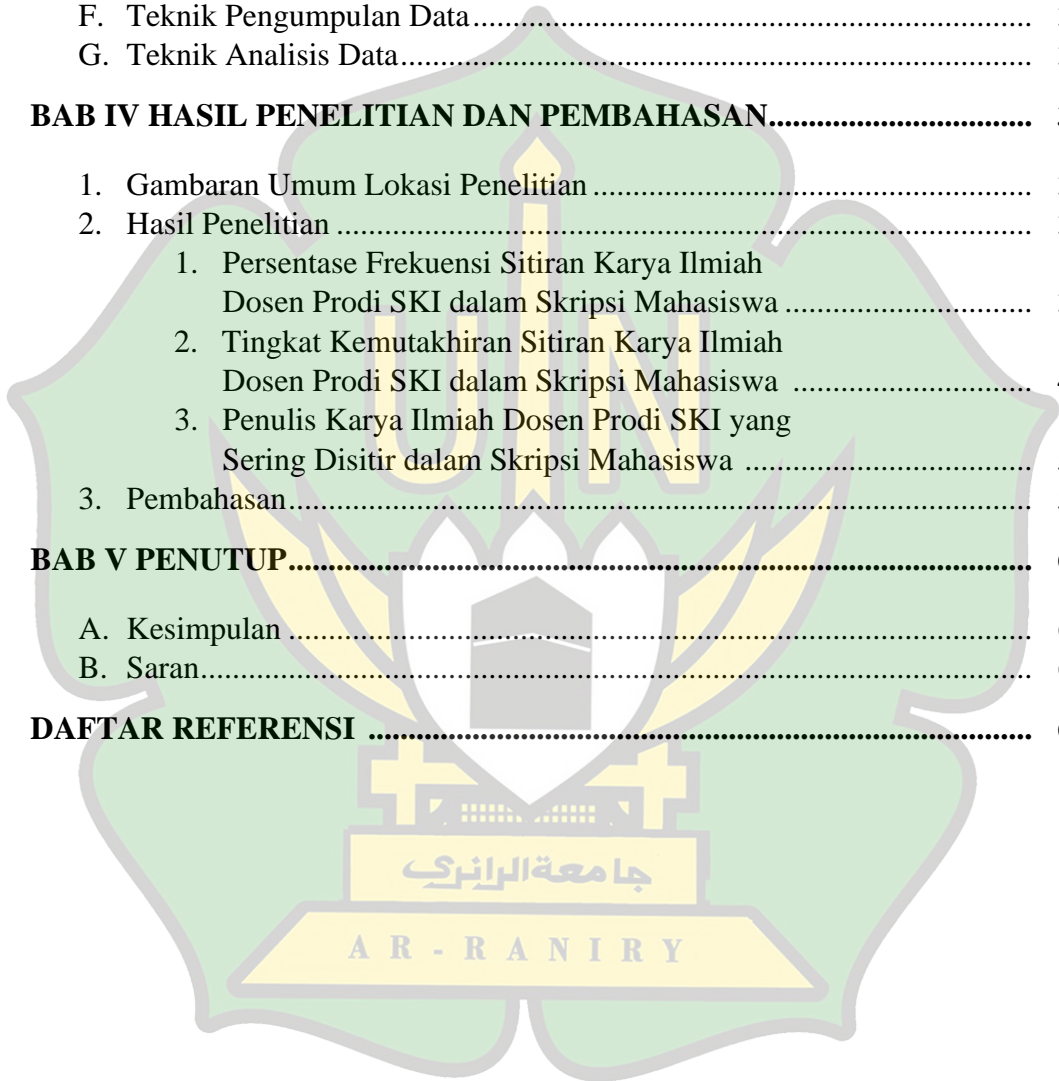 F. Teknik Pengumpulan Data......................................................................
G. Teknik Analisis Data...............................................................................
BAB IV HASIL PENELITIAN DAN PEMBAHASAN.................................
1. Gambaran Umum Lokasi Penelitian .......................................................
2. Hasil Penelitian .......................................................................................
1. Persentase Frekuensi Sitiran Karya Ilmiah
Dosen Prodi SKI dalam Skripsi Mahasiswa ...............................
2. Tingkat Kemutakhiran Sitiran Karya Ilmiah
Dosen Prodi SKI dalam Skripsi Mahasiswa ..............................
3. Penulis Karya Ilmiah Dosen Prodi SKI yang
Sering Disitir dalam Skripsi Mahasiswa ....................................
3. Pembahasan.............................................................................................
BAB V PENUTUP..............................................................................................
A. Kesimpulan .............................................................................................
B. Saran........................................................................................................
DAFTAR REFERENSI ....................................................................................
UIN
جامعة الرانري
AR-RANIRY